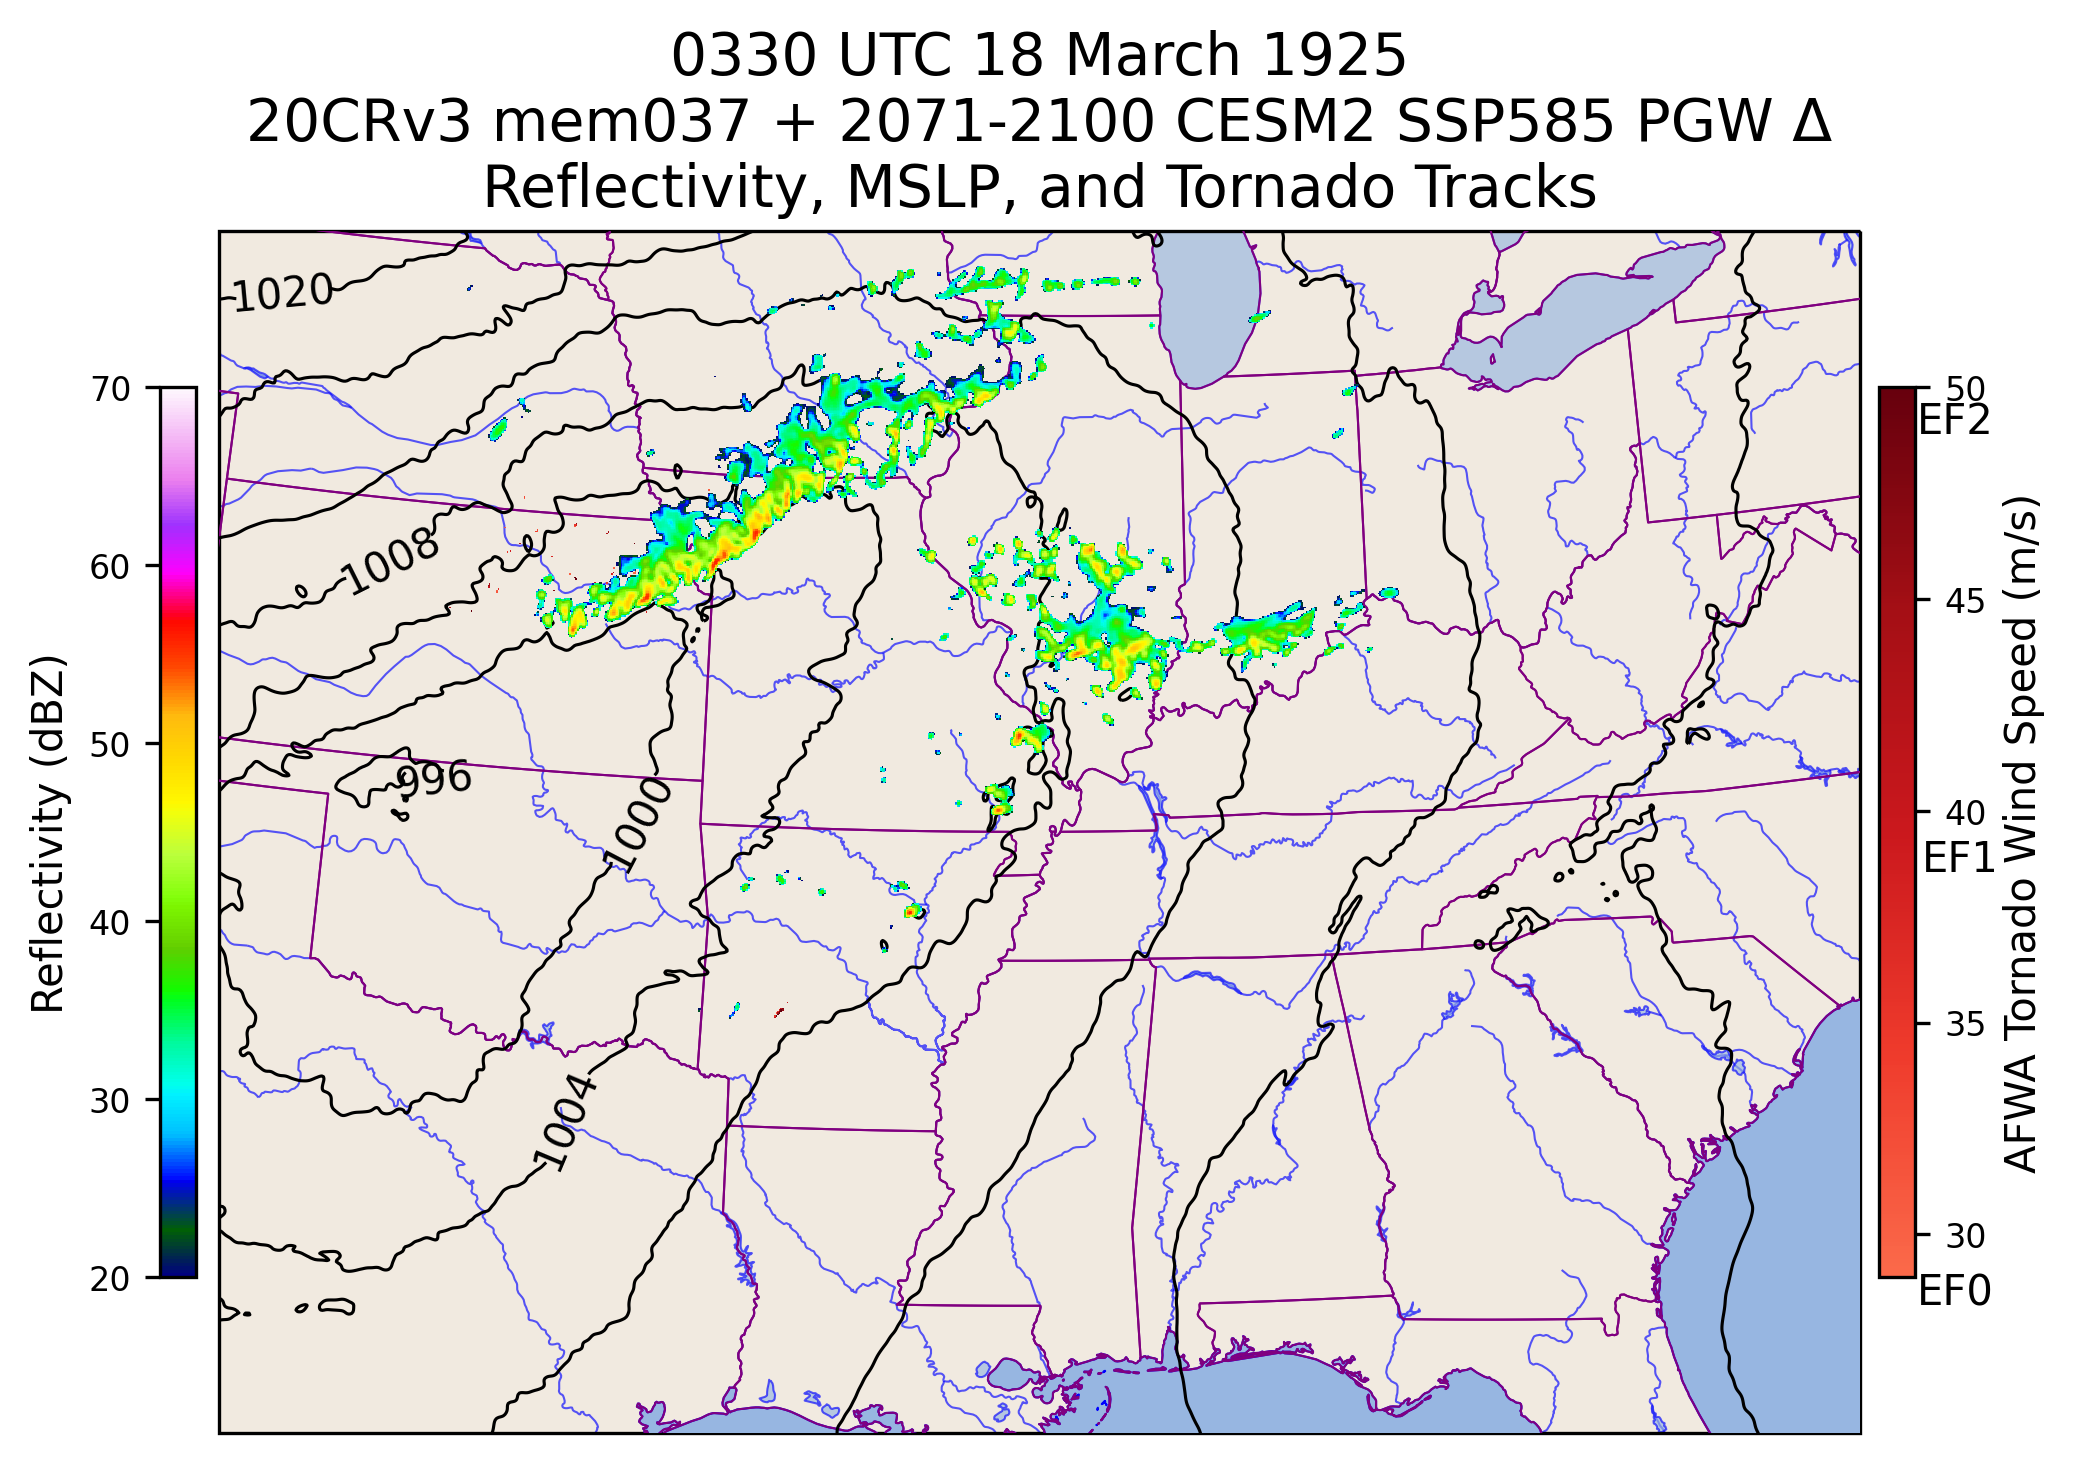 0330 UTC 18 March 1925
20CRv3 mem037 + 2071-2100 CESM2 SSP585 PGW Δ
Reflectivity, MSLP, and Tornado Tracks
1020
1008
996
1000
1004
70
60
50
40
30
20
Reflectivity (dBZ)
50
EF2
45
40
EF1
35
30
EF0
AFWA Tornado Wind Speed (m/s)